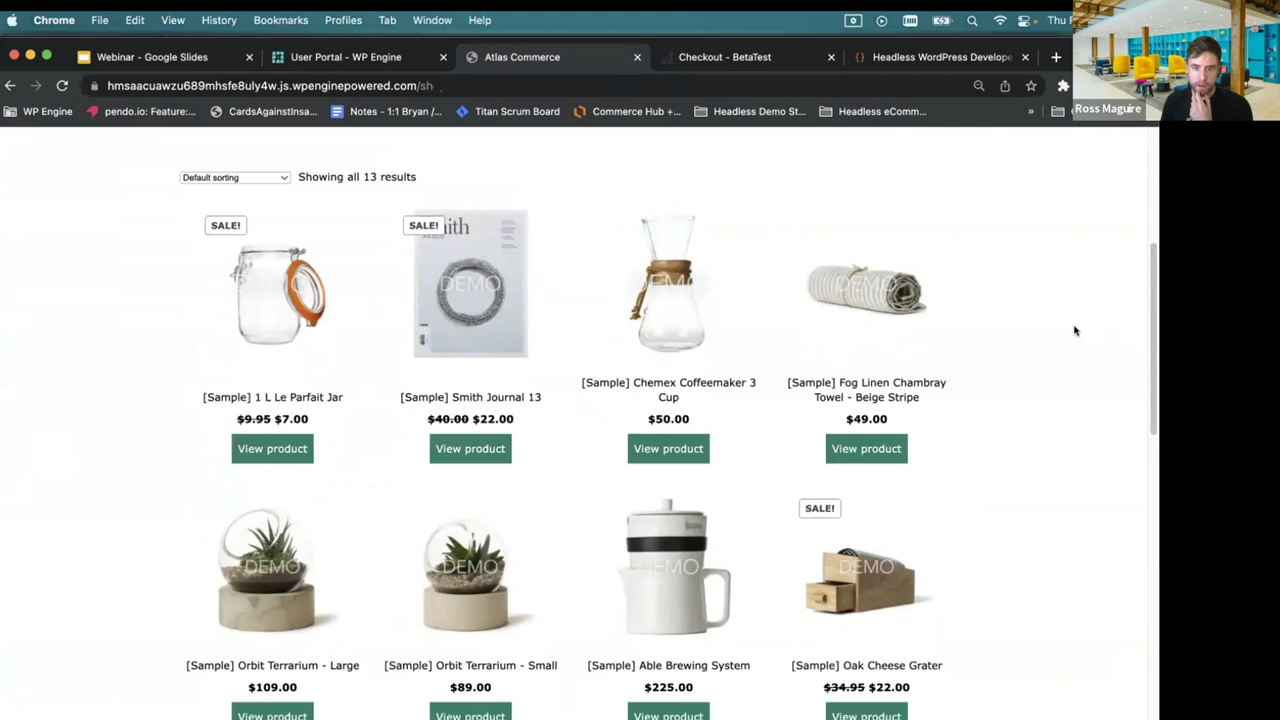 Chrome File Edit View History Bookmarks Profiles Tab Window Help Thu
Webinar - Google Slides User Portal - WP Engine Atlas Commerce Checkout - BetaTest Headless WordPress Develope
hmsaacuawzu689mhsfe8uly4w.js.wpenginepowered.com/sh
WP Engine pendo.io: Feature:... CardsAgainstInsa... Notes - 1:1 Bryan /... Titan Scrum Board Commerce Hub -... Headless Demo St... Headless eComm... »
Ross Maguire
Default sorting Showing all 13 results
SALE! SALE!
ith
DEMO DEMO DEMO DEMO
[Sample] 1 L Le Parfait Jar
$9.95 $7.00
View product
[Sample] Smith Journal 13
$40.00 $22.00
View product
[Sample] Chemex Coffeemaker 3
Cup
$50.00
View product
[Sample] Fog Linen Chambray
Towel - Beige Stripe
$49.00
View product
SALE!
DEMO DEMO DEMO DEMO
[Sample] Orbit Terrarium - Large
$109.00
View product
[Sample] Orbit Terrarium - Small
$89.00
View product
[Sample] Able Brewing System
$225.00
View product
[Sample] Oak Cheese Grater
$34.95 $22.00
View product